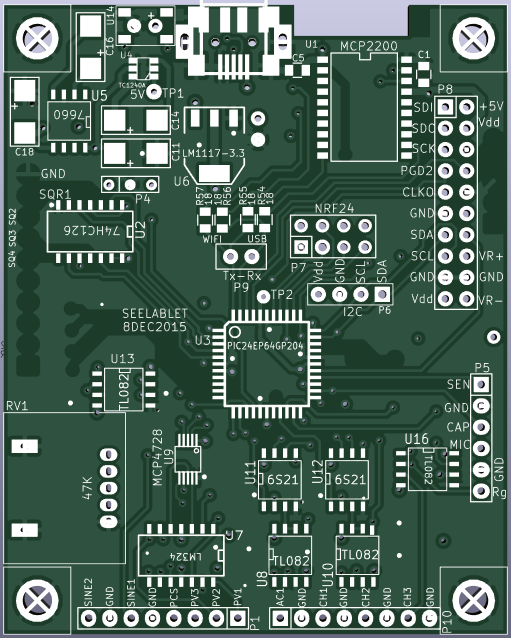 U14
C16
U4
TC1240A
5V
TP1
C5
U1
MCP2200
C1
P8
U5
7660
C18
C14
C11
LM1117-3.3
U6
SDI
+5V
SDO
Vdd
SCK
PGD2
CLKO
GND
SDA
SCL
VR+
GND
GND
Vdd
VR-
GND
SQR1
P4
R57
1K
R56
R55
1K
R54
1K
WIFI
USB
NRF24
74HC126
U2
SQ4 SQ3 SQ2
Tx-Rx
P9
P7
Vdd
GND
SCL
SDA
I2C
P6
TP2
SEELABLET
8DEC2015
U3
PIC24EP64GP204
U13
TL082
RV1
47K
MCP4728
U9
U11
6S21
U12
6S21
U16
TL082
P5
SEN
GND
CAP
MIC
GND
Rg
U7
LM324
U8
TL082
U10
TL082
SINE2
GND
SINE1
GND
PCS
PV3
PV2
PV1
P1
AC1
GND
CH1
GND
CH2
GND
CH3
GND
P10